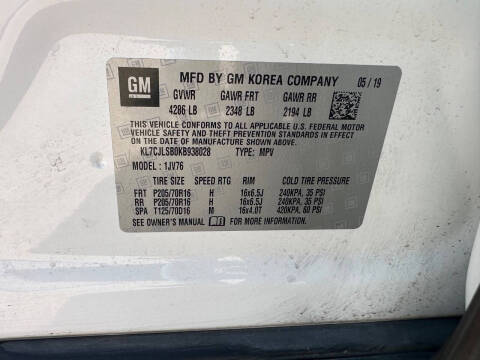 GM
MFD BY GM KOREA COMPANY 05/19
GVWR GAWR FRT GAWR RR
4286 LB 2348 LB 2194 LB
THIS VEHICLE CONFORMS TO ALL APPLICABLE U.S. FEDERAL MOTOR
VEHICLE SAFETY AND THEFT PREVENTION STANDARDS IN EFFECT ON
THE DATE OF MANUFACTURE SHOWN ABOVE.
KL7CJLSB0KB938028 TYPE: MPV
MODEL: 1JV76
TIRE SIZE SPEED RTG RIM COLD TIRE PRESSURE
FRT P205/70R16 H 16x6.5J 240KPA, 35 PSI
RR P205/70R16 H 16x6.5J 240KPA, 35 PSI
SPA T125/70D16 M 16x4.0T 420KPA, 60 PSI
SEE OWNER'S MANUAL FOR MORE INFORMATION.